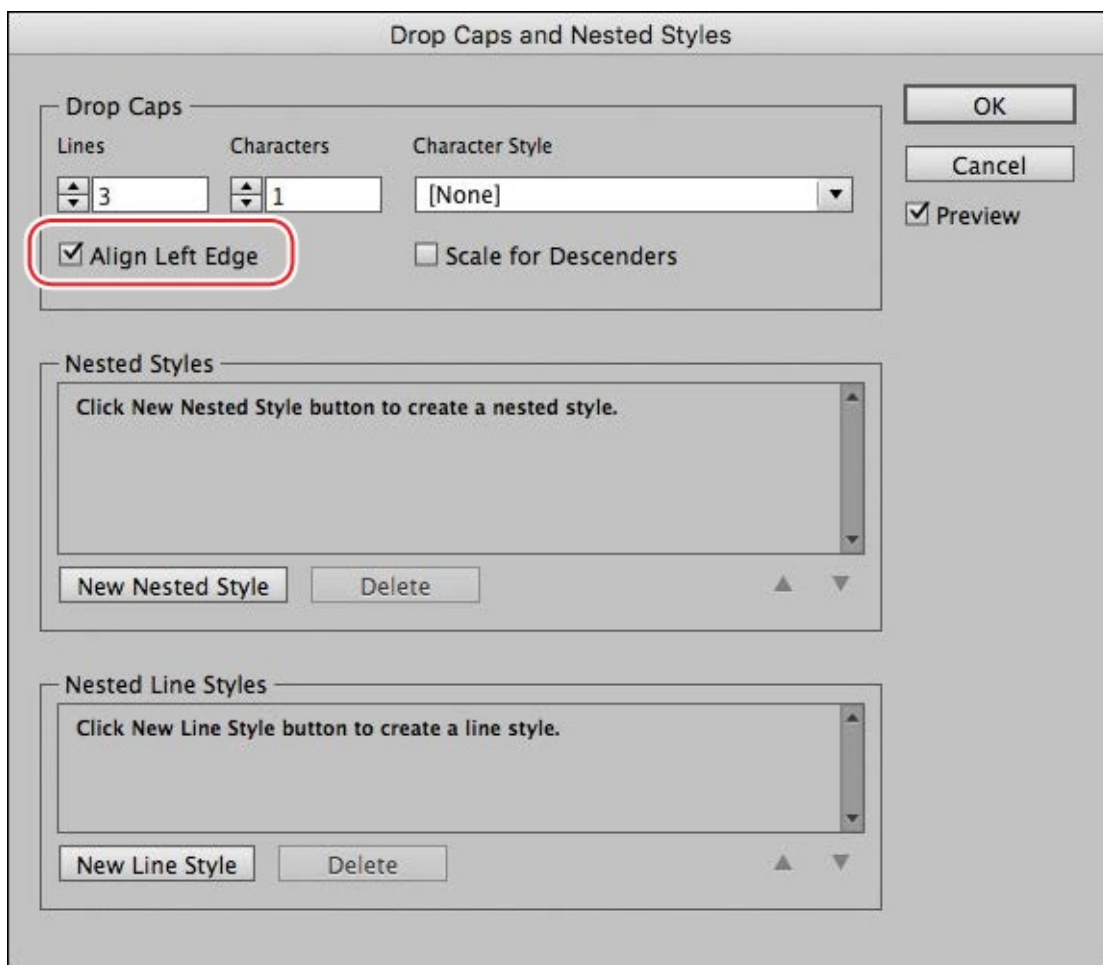 Drop Caps and Nested Styles
Drop Caps
OK
Lines Characters Character Style
3 1 [None]
Cancel
Preview
Align Left Edge Scale for Descenders
Nested Styles
Click New Nested Style button to create a nested style.
New Nested Style Delete
Nested Line Styles
Click New Line Style button to create a line style.
New Line Style Delete